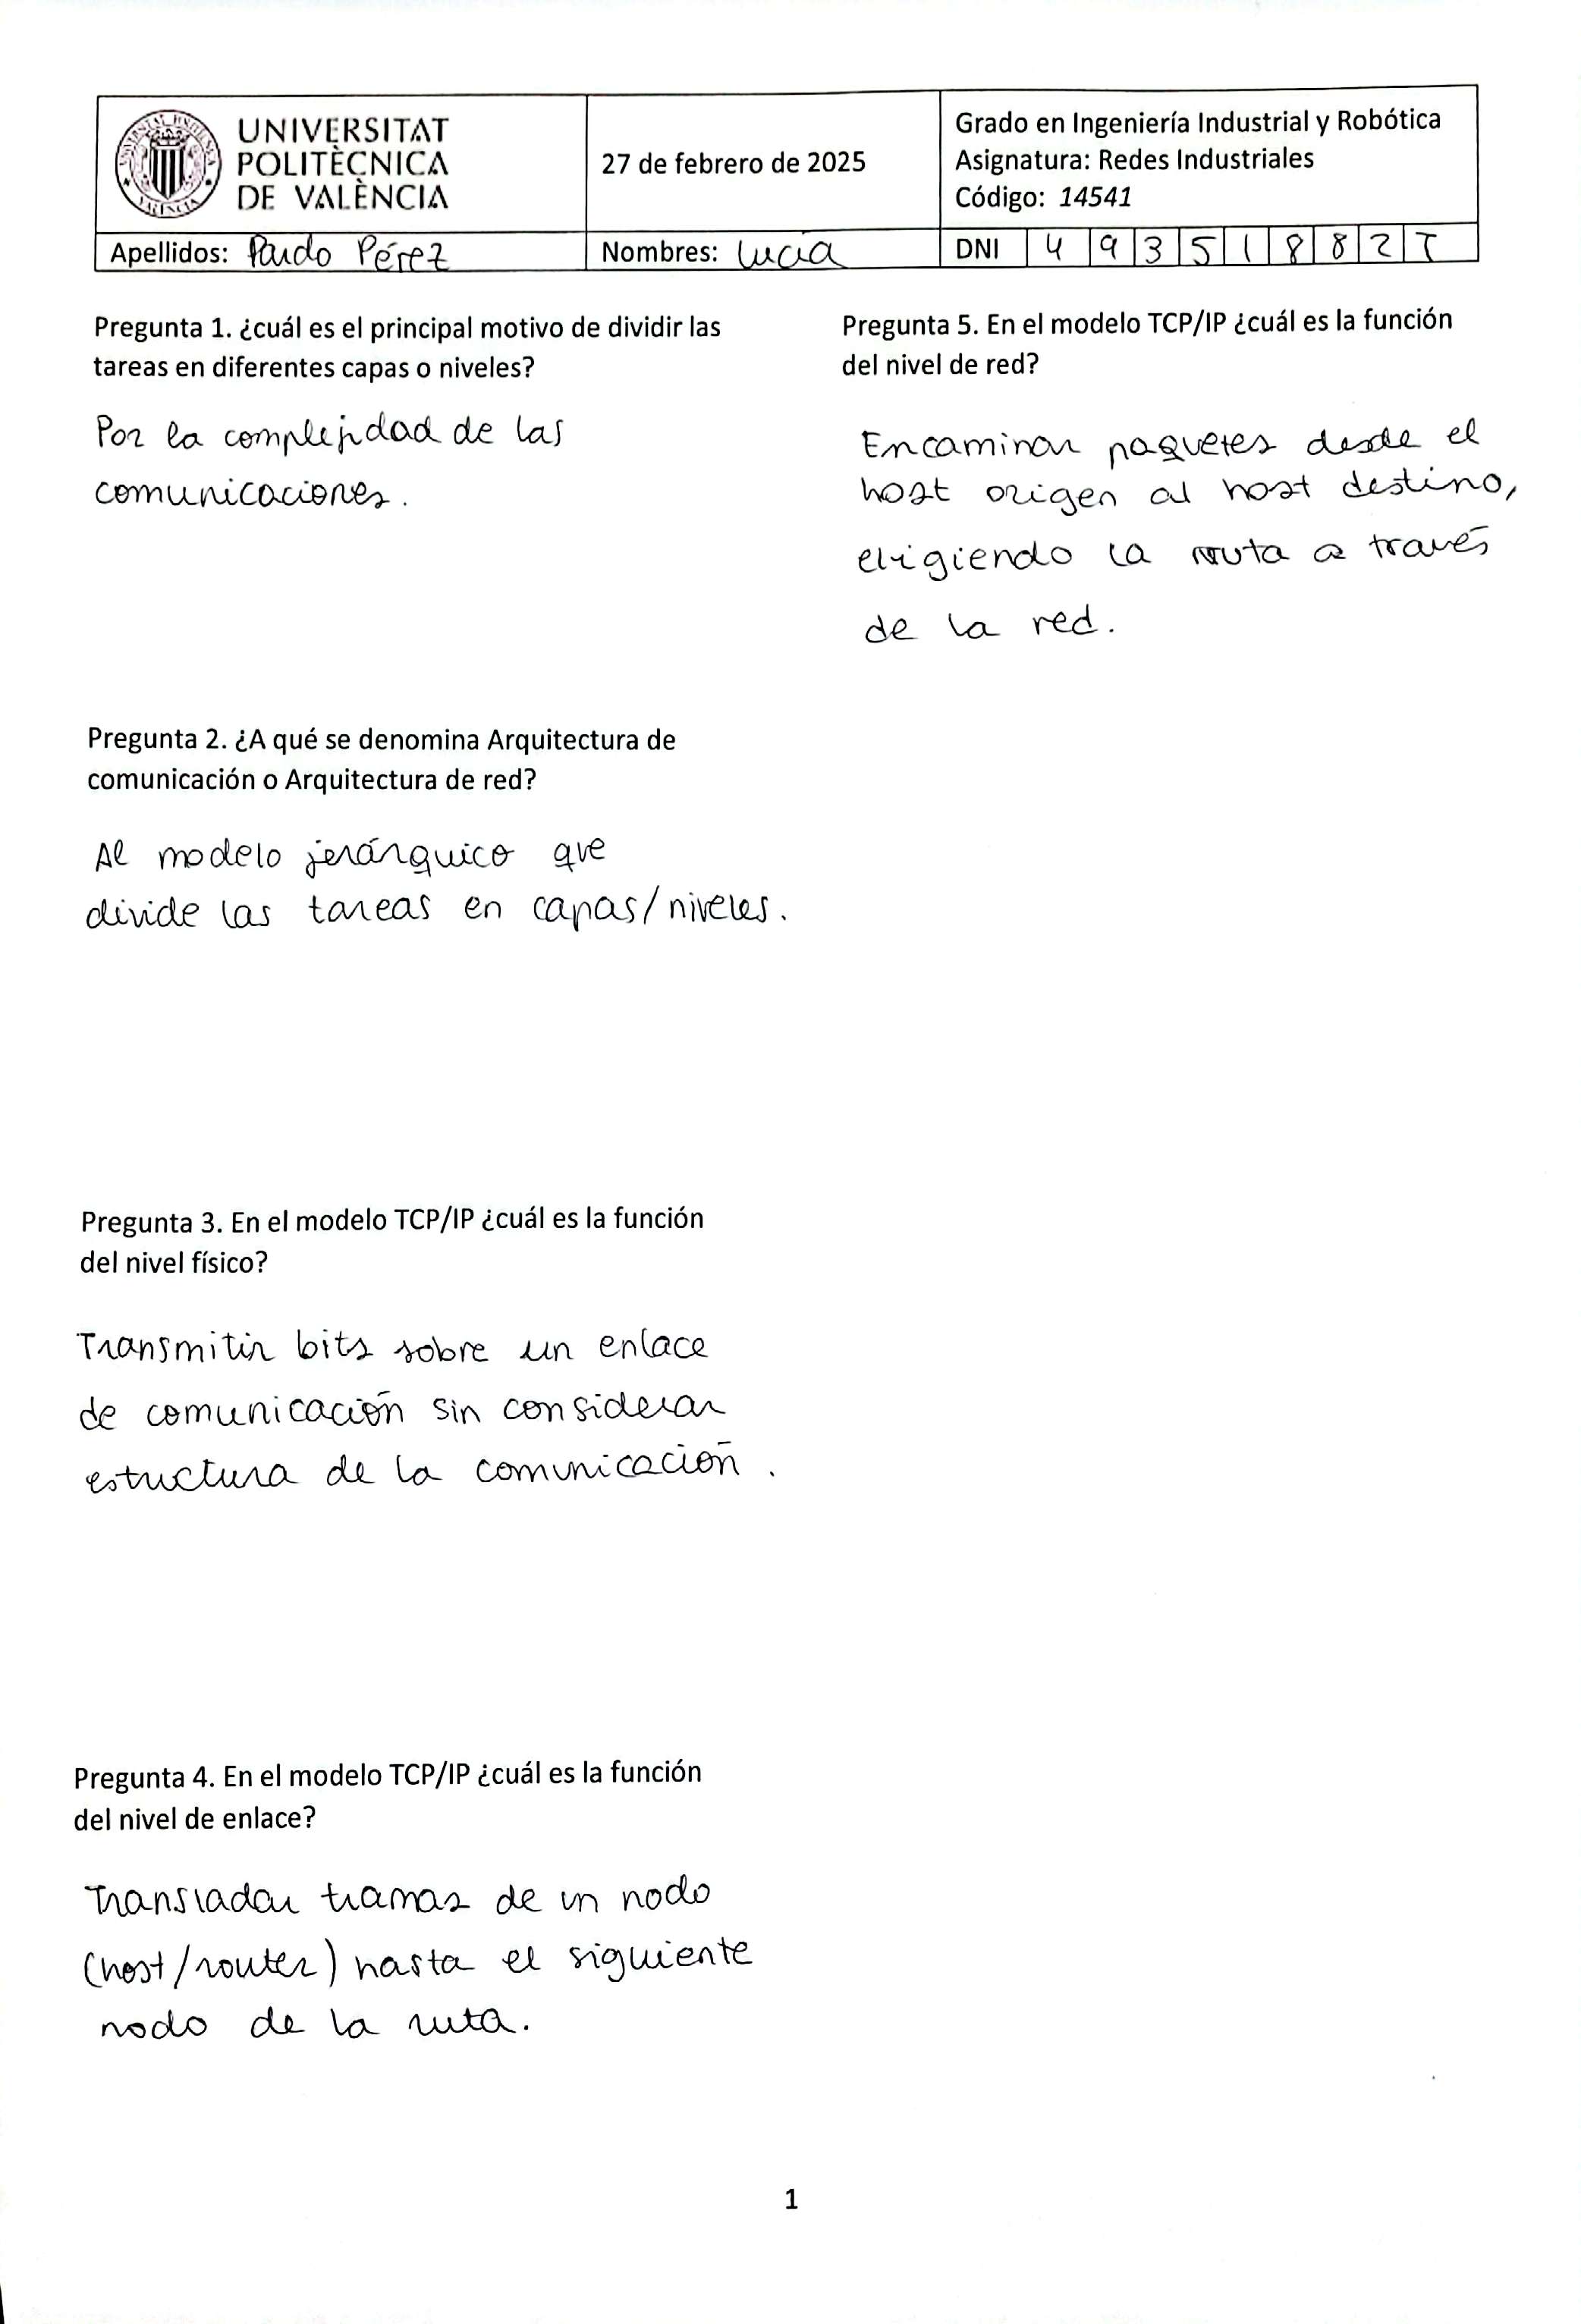 UNIVERSITAT
POLITÈCNICA
DE VALÈNCIA
27 de febrero de 2025
Grado en Ingeniería Industrial y Robótica
Asignatura: Redes Industriales
Código: 14541
Apellidos: Pardo Pérez
Nombres: Lucía
DNI 4 9 3 5 1 8 8 2 T
Pregunta 1. ¿cuál es el principal motivo de dividir las
tareas en diferentes capas o niveles?
Por la complejidad de las
comunicaciones.
Pregunta 2. ¿A qué se denomina Arquitectura de
comunicación o Arquitectura de red?
Al modelo jerárquico que
divide las tareas en capas/niveles.
Pregunta 3. En el modelo TCP/IP ¿cuál es la función
del nivel físico?
Transmitir bits sobre un enlace
de comunicación sin considerar
estructura de la comunicación.
Pregunta 4. En el modelo TCP/IP ¿cuál es la función
del nivel de enlace?
Transladar tramas de un nodo
(host/router) hasta el siguiente
nodo de la ruta.
Pregunta 5. En el modelo TCP/IP ¿cuál es la función
del nivel de red?
Encaminar paquetes desde el
host origen al host destino,
eligiendo la ruta a través
de la red.
1